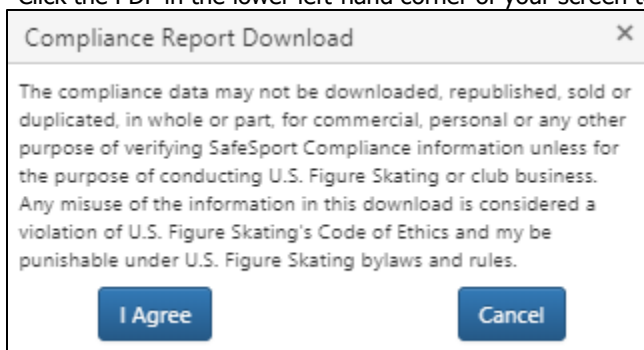 Click the PDF in the lower left hand corner of your screen t
Compliance Report Download ×
The compliance data may not be downloaded, republished, sold or
duplicated, in whole or part, for commercial, personal or any other
purpose of verifying SafeSport Compliance information unless for
the purpose of conducting U.S. Figure Skating or club business.
Any misuse of the information in this download is considered a
violation of U.S. Figure Skating's Code of Ethics and my be
punishable under U.S. Figure Skating bylaws and rules.
I Agree Cancel